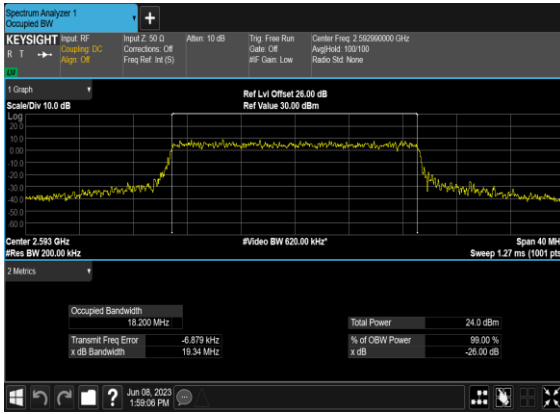 Spectrum Analyzer 1
Occupied BW
+
KEYSIGHT Input: RF Input Z: 50 Ω Atten: 10 dB Trig: Free Run Center Freq: 2.592990000 GHz
R T Coupling: DC Corrections: Off Gate: Off Avg|Hold: 100/100
Align: Off Freq Ref: Int (S) #IF Gain: Low Radio Std: None
LXI
1 Graph Ref Lvl Offset 26.00 dB
Scale/Div 10.0 dB Ref Value 30.00 dBm
Log
20.0
10.0
0.00
-10.0
-20.0
-30.0
-40.0
-50.0
-60.0
Center 2.593 GHz #Video BW 620.00 kHz* Span 40 MH
#Res BW 200.00 kHz Sweep 1.27 ms (1001 pts
2 Metrics
Occupied Bandwidth
18.200 MHz Total Power 24.0 dBm
Transmit Freq Error -6.879 kHz % of OBW Power 99.00 %
x dB Bandwidth 19.34 MHz x dB -26.00 dB
? Jun 08, 2023
1:59:06 PM